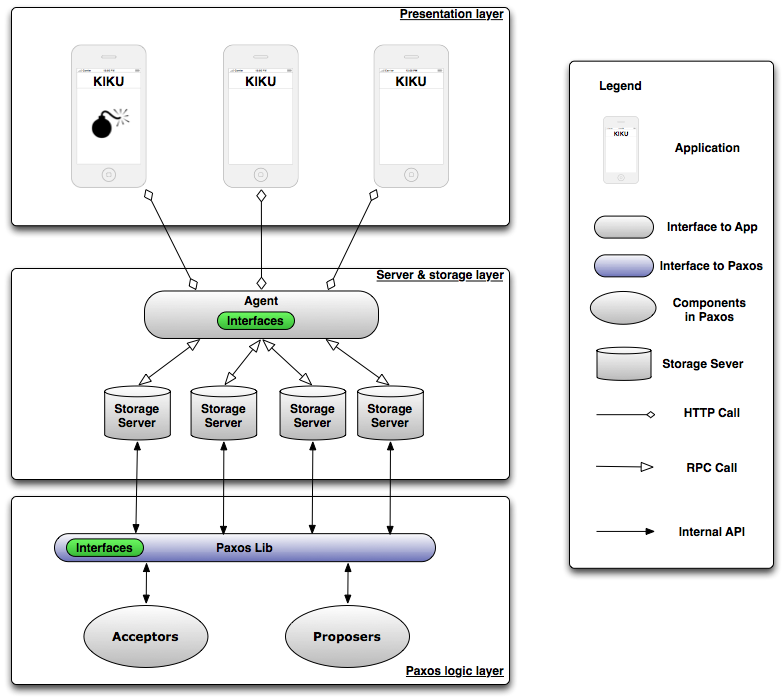 Presentation layer
KIKU
KIKU
KIKU
Server & storage layer
Agent
Interfaces
Storage
Server
Storage
Server
Storage
Server
Storage
Server
Interfaces
Paxos Lib
Acceptors
Proposers
Paxos logic layer
Legend
KIKU
Application
Interface to App
Interface to Paxos
Components
in Paxos
Storage Sever
HTTP Call
RPC Call
Internal API